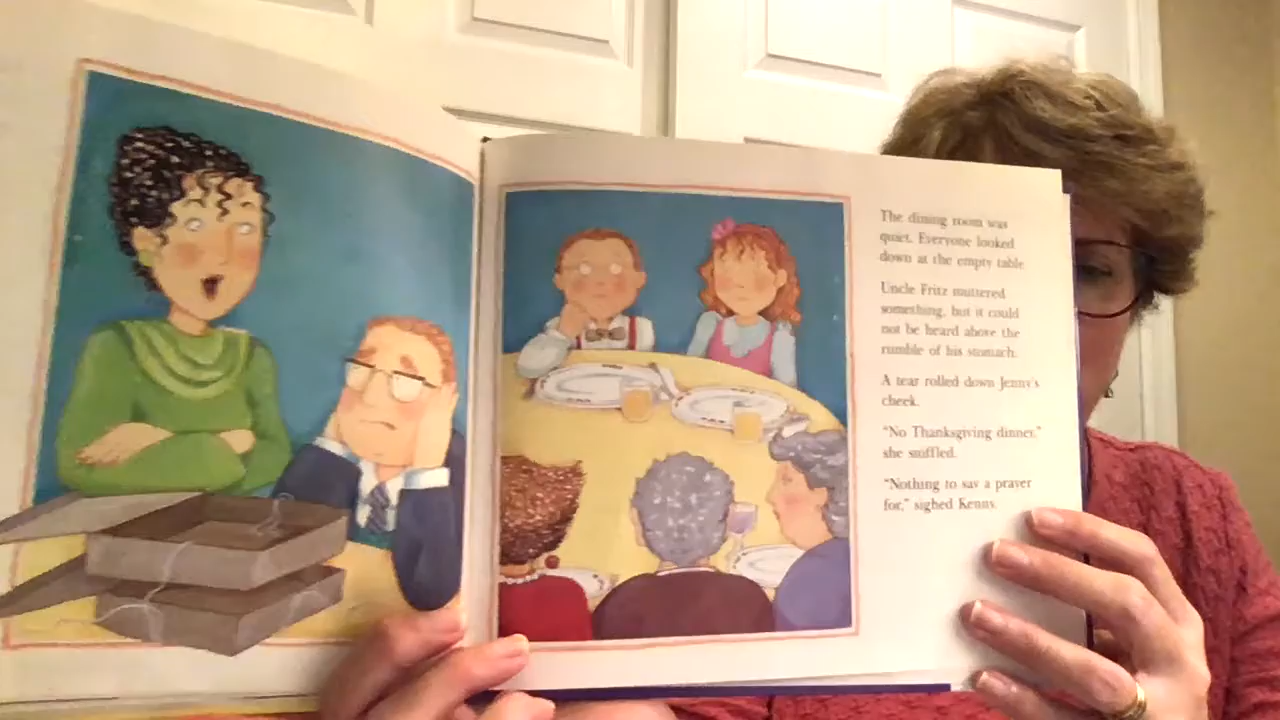 The dining room was
quiet. Everyone looked
down at the empty table
Uncle Fritz muttered
something, but it could
not be heard above the
rumble of his stomach.
A tear rolled down Jenny's
cheek.
"No Thanksgiving dinner,"
she sniffled.
"Nothing to say a prayer
for," sighed Kenny.